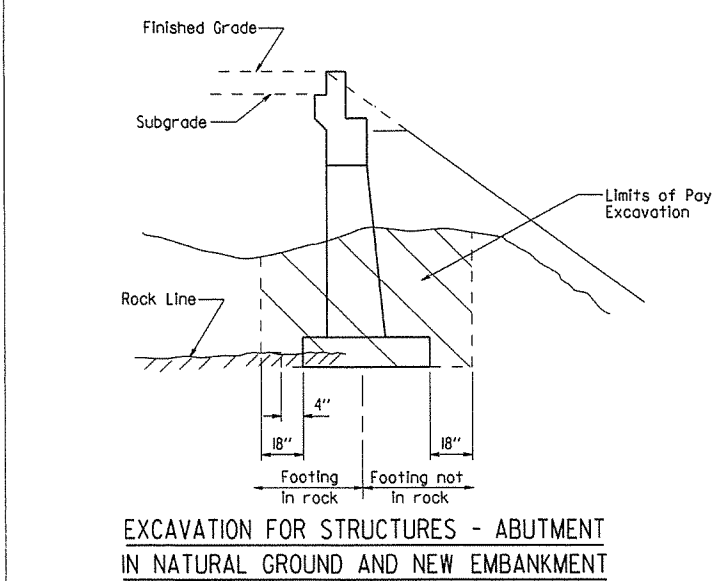 Finished Grade
Subgrade
Limits of Pay
Excavation
Rock Line
4"
18"
18"
Footing
in rock
Footing not
in rock
EXCAVATION FOR STRUCTURES - ABUTMENT
IN NATURAL GROUND AND NEW EMBANKMENT